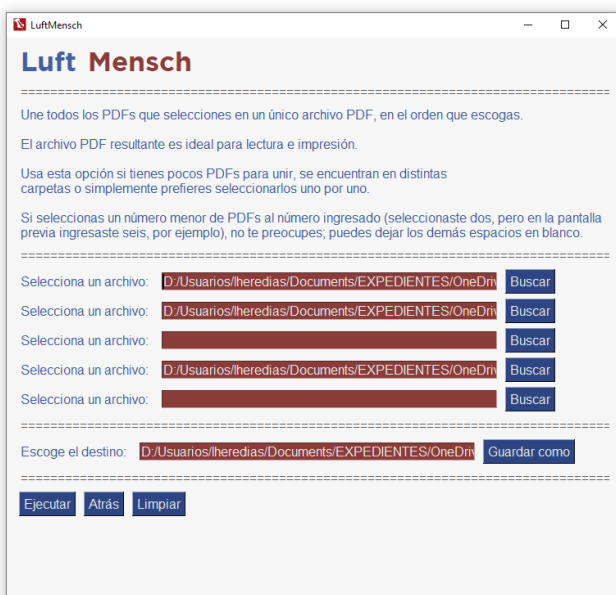 LuftMensch
Luft Mensch
================================================================================
Une todos los PDFs que selecciones en un único archivo PDF, en el orden que escogas.
El archivo PDF resultante es ideal para lectura e impresión.
Usa esta opción si tienes pocos PDFs para unir, se encuentran en distintas
carpetas o simplemente prefieres seleccionarlos uno por uno.
Si seleccionas un número menor de PDFs al número ingresado (seleccionaste dos, pero en la pantalla
previa ingresaste seis, por ejemplo), no te preocupes; puedes dejar los demás espacios en blanco.
================================================================================
Selecciona un archivo: D:/Usuarios/lheredias/Documents/EXPEDIENTES/OneDriv Buscar
Selecciona un archivo: D:/Usuarios/lheredias/Documents/EXPEDIENTES/OneDriv Buscar
Selecciona un archivo: Buscar
Selecciona un archivo: D:/Usuarios/lheredias/Documents/EXPEDIENTES/OneDriv Buscar
Selecciona un archivo: Buscar
================================================================================
Escoge el destino: D:/Usuarios/lheredias/Documents/EXPEDIENTES/OneDriv Guardar como
================================================================================
Ejecutar Atrás Limpiar